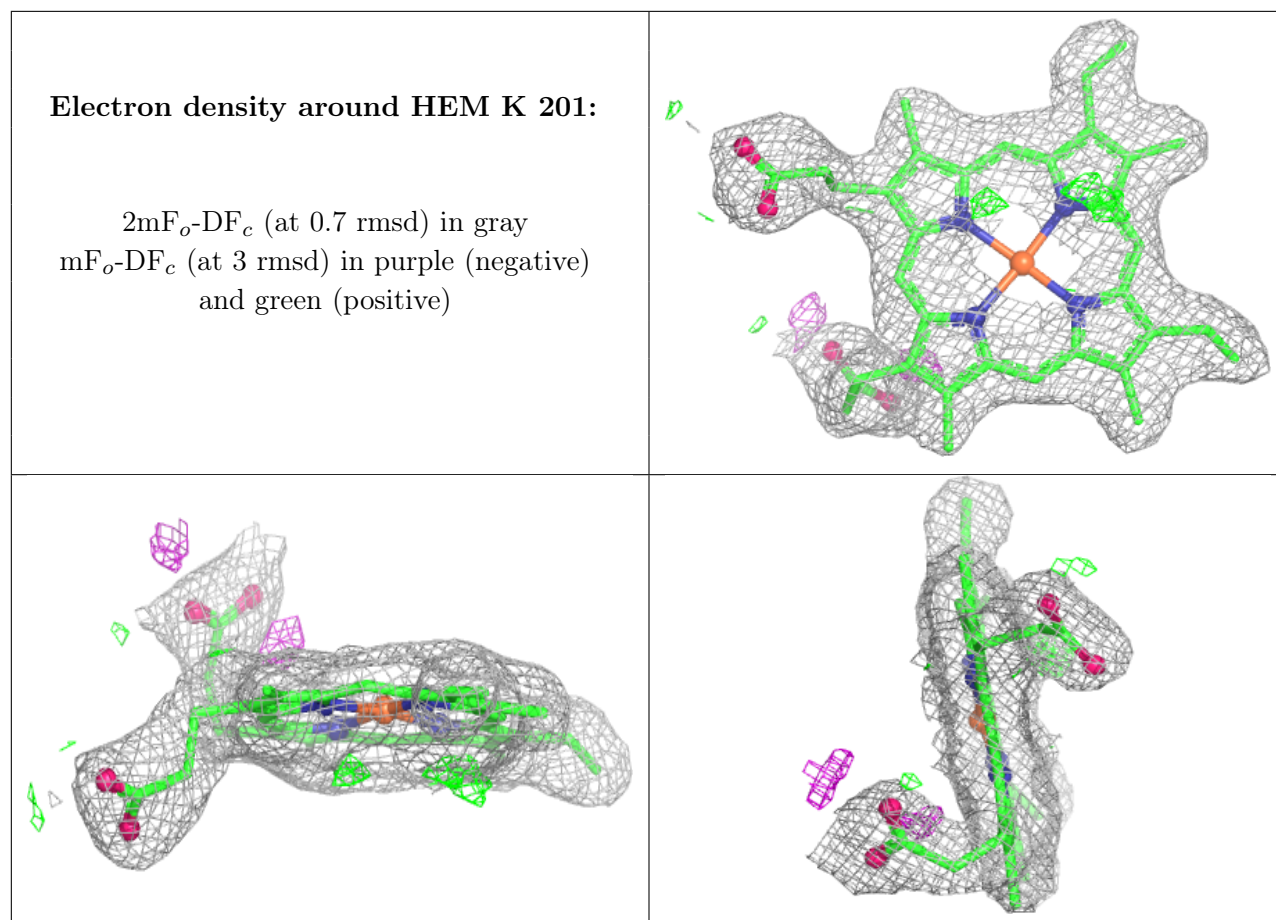 Electron density around HEM K 201:
2mFₒ-DF𝒸 (at 0.7 rmsd) in gray
mFₒ-DF𝒸 (at 3 rmsd) in purple (negative)
and green (positive)